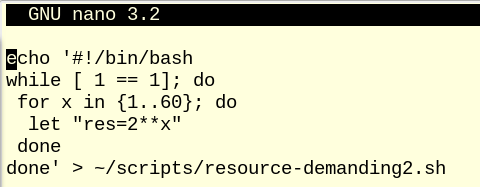 GNU nano 3.2
echo '#!/bin/bash
while [ 1 == 1]; do
 for x in {1..60}; do
  let "res=2**x"
 done
done' > ~/scripts/resource-demanding2.sh